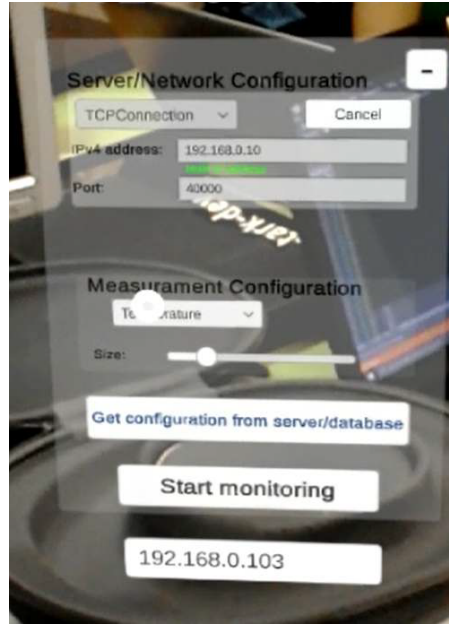 -
Server/Network Configuration
TCPConnection
Cancel
IPv4 address:
192.168.0.10
Port:
40000
Measurament Configuration
Size:
Get configuration from server/database
Start monitoring
192.168.0.103